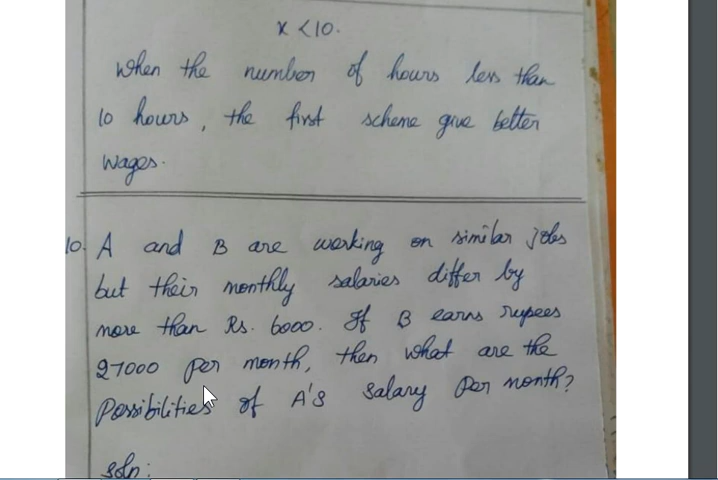 x < 10.
When the number of hours less than
10 hours, the first scheme give better
wages.
10. A and B are working on similar jobs
but their monthly salaries differ by
more than Rs. 6000. If B earns rupees
27000 per month, then what are the
Possibilities of A's salary per month?
Soln: